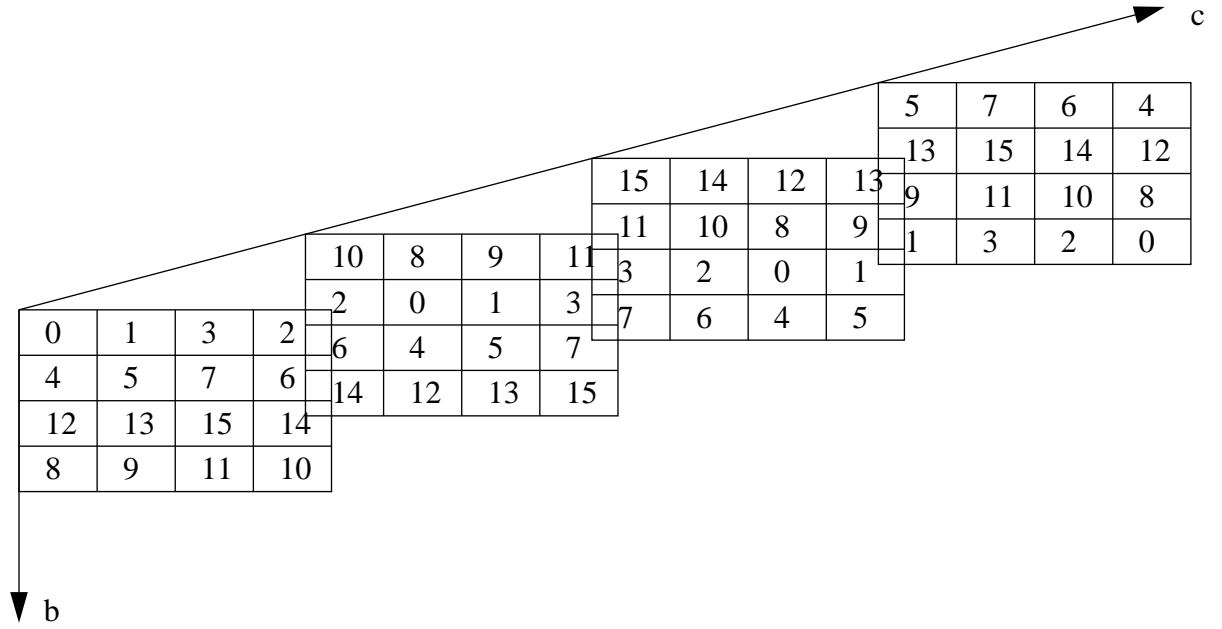 c
5 7 6 4
13 15 14 12
9 11 10 8
1 3 2 0
15 14 12 13
11 10 8 9
3 2 0 1
7 6 4 5
10 8 9 11
2 0 1 3
6 4 5 7
14 12 13 15
0 1 3 2
4 5 7 6
12 13 15 14
8 9 11 10
b